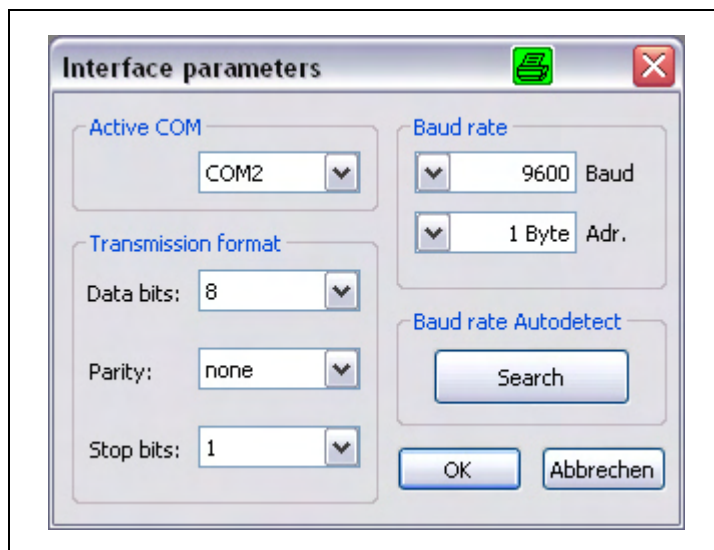 Interface parameters
Active COM
COM2
Transmission format
Data bits: 8
Parity: none
Stop bits: 1
Baud rate
9600 Baud
1 Byte Adr.
Baud rate Autodetect
Search
OK Abbrechen